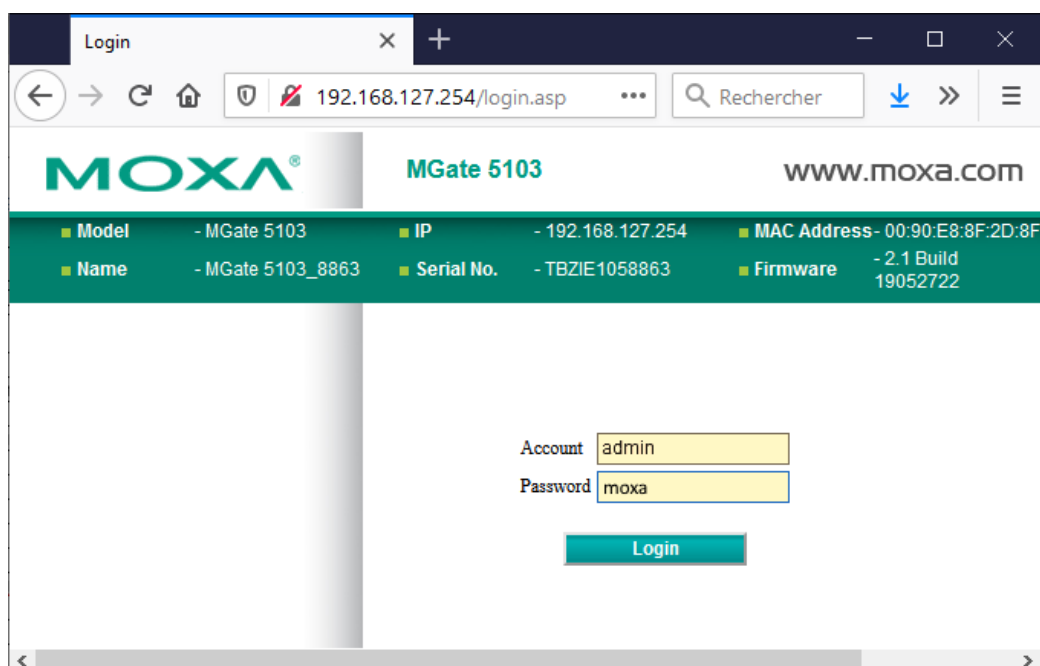 Login
192.168.127.254/login.asp
Rechercher
MOXA®
MGate 5103
www.moxa.com
Model - MGate 5103 IP - 192.168.127.254 MAC Address - 00:90:E8:8F:2D:8F
Name - MGate 5103_8863 Serial No. - TBZIE1058863 Firmware - 2.1 Build 19052722
Account admin
Password moxa
Login